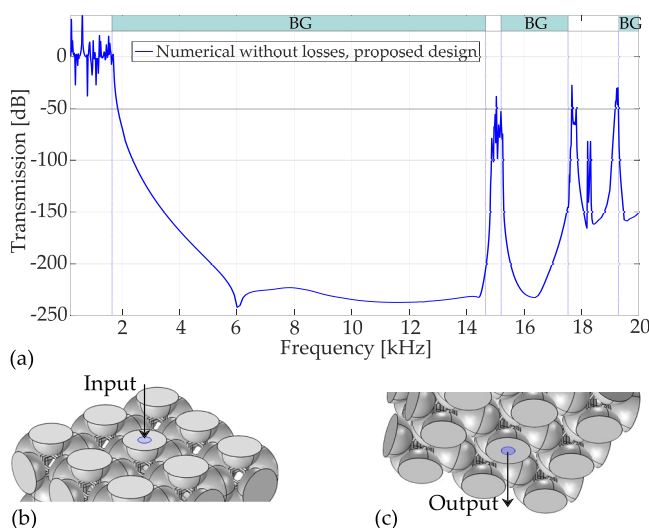 BG BG BG
Numerical without losses, proposed design
Transmission [dB]
0
-50
-100
-150
-200
-250
2 4 6 8 10 12 14 16 18 20
Frequency [kHz]
(a)
Input
Output
(b)
(c)